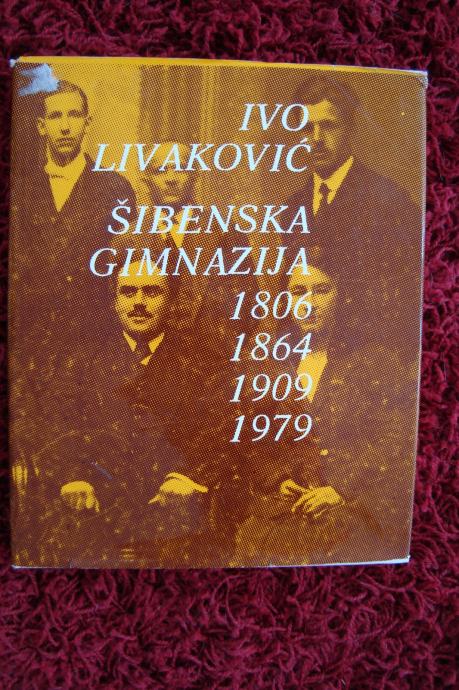 IVO
LIVAKOVIĆ
ŠIBENSKA
GIMNAZIJA
1806
1864
1909
1979